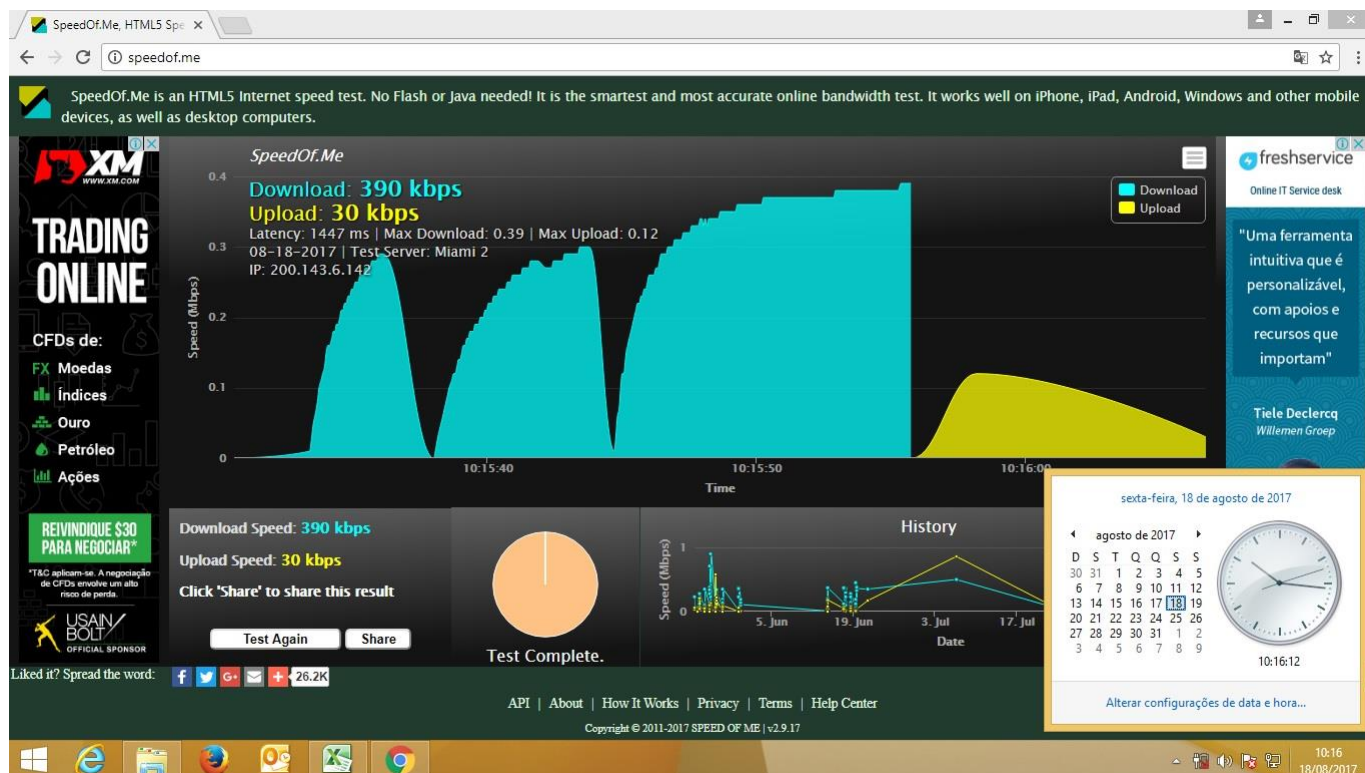 SpeedOf.Me, HTML5 Spe
speedof.me
SpeedOf.Me is an HTML5 Internet speed test. No Flash or Java needed! It is the smartest and most accurate online bandwidth test. It works well on iPhone, iPad, Android, Windows and other mobile
devices, as well as desktop computers.
XM
WWW.XM.COM
TRADING
ONLINE
CFDs de:
FX Moedas
Índices
Ouro
Petróleo
Ações
REIVINDIQUE $30
PARA NEGOCIAR*
*T&C aplicam-se. A negociação
de CFDs envolve um alto
risco de perda.
USAIN
BOLT
OFFICIAL SPONSOR
SpeedOf.Me
Download: 390 kbps
Upload: 30 kbps
Latency: 1447 ms | Max Download: 0.39 | Max Upload: 0.12
08-18-2017 | Test Server: Miami 2
IP: 200.143.6.142
Download
Upload
Speed (Mbps)
0.4
0.3
0.2
0.1
0
10:15:40 10:15:50 10:16:00
Time
freshservice
Online IT Service desk
"Uma ferramenta
intuitiva que é
personalizável,
com apoios e
recursos que
importam"
Tiele Declercq
Willemen Groep
Download Speed: 390 kbps
Upload Speed: 30 kbps
Click 'Share' to share this result
Test Again Share
Test Complete.
History
Speed (Mbps)
1
0
5. Jun 19. Jun 3. Jul 17. Jul
Date
sexta-feira, 18 de agosto de 2017
agosto de 2017
D S T Q Q S S
30 31 1 2 3 4 5
6 7 8 9 10 11 12
13 14 15 16 17 18 19
20 21 22 23 24 25 26
27 28 29 30 31 1 2
3 4 5 6 7 8 9
10:16:12
Alterar configurações de data e hora...
Liked it? Spread the word:
26.2K
API | About | How It Works | Privacy | Terms | Help Center
Copyright © 2011-2017 SPEED OF ME | v2.9.17
10:16
18/08/2017